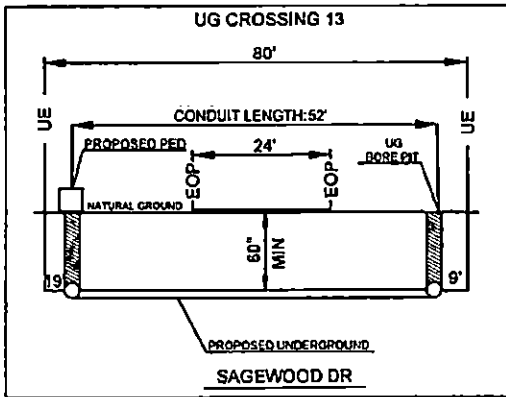 UG CROSSING 13
80'
UE
UE
CONDUIT LENGTH:52'
PROPOSED PED
24'
UG
BORE PIT
EOP
EOP
NATURAL GROUND
60"
MIN
19
9'
PROPOSED UNDERGROUND
SAGEWOOD DR